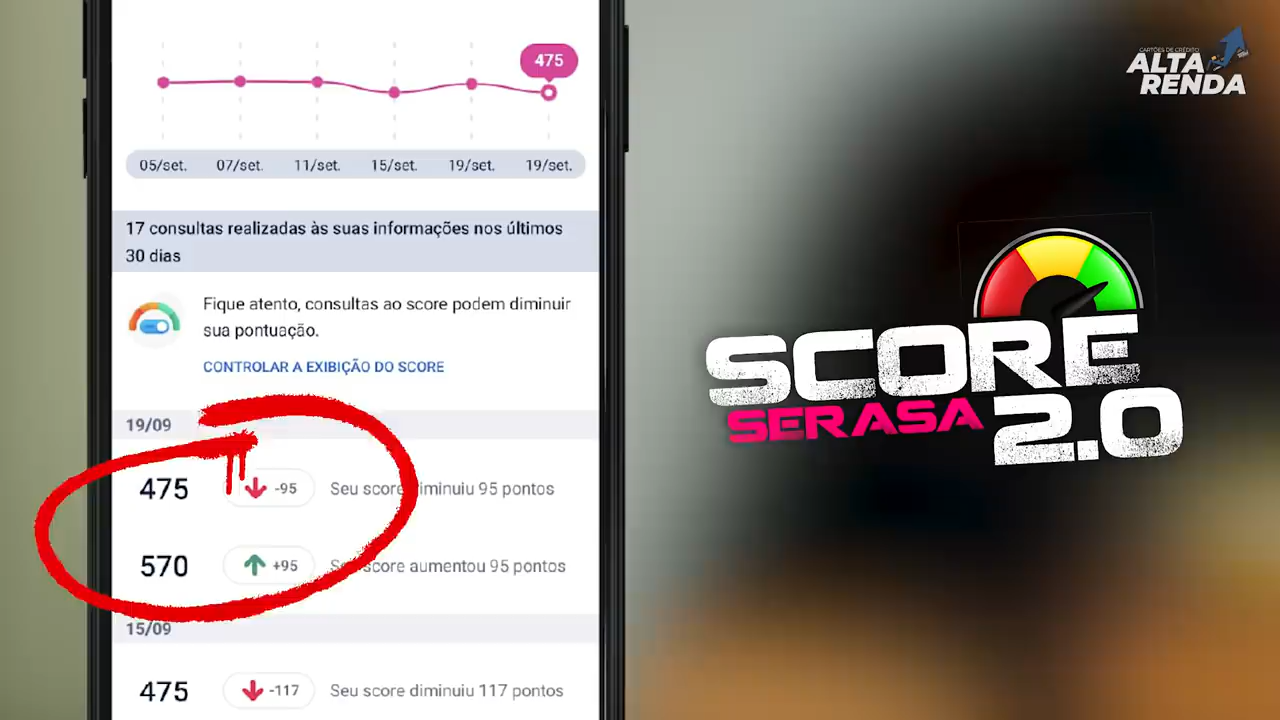 475
05/set. 07/set. 11/set. 15/set. 19/set. 19/set.
17 consultas realizadas às suas informações nos últimos
30 dias
Fique atento, consultas ao score podem diminuir
sua pontuação.
CONTROLAR A EXIBIÇÃO DO SCORE
19/09
475 -95 Seu score diminuiu 95 pontos
570 +95 Seu score aumentou 95 pontos
15/09
475 -117 Seu score diminuiu 117 pontos
CARTÕES DE CRÉDITO
ALTA
RENDA
SCORE
SERASA 2.0